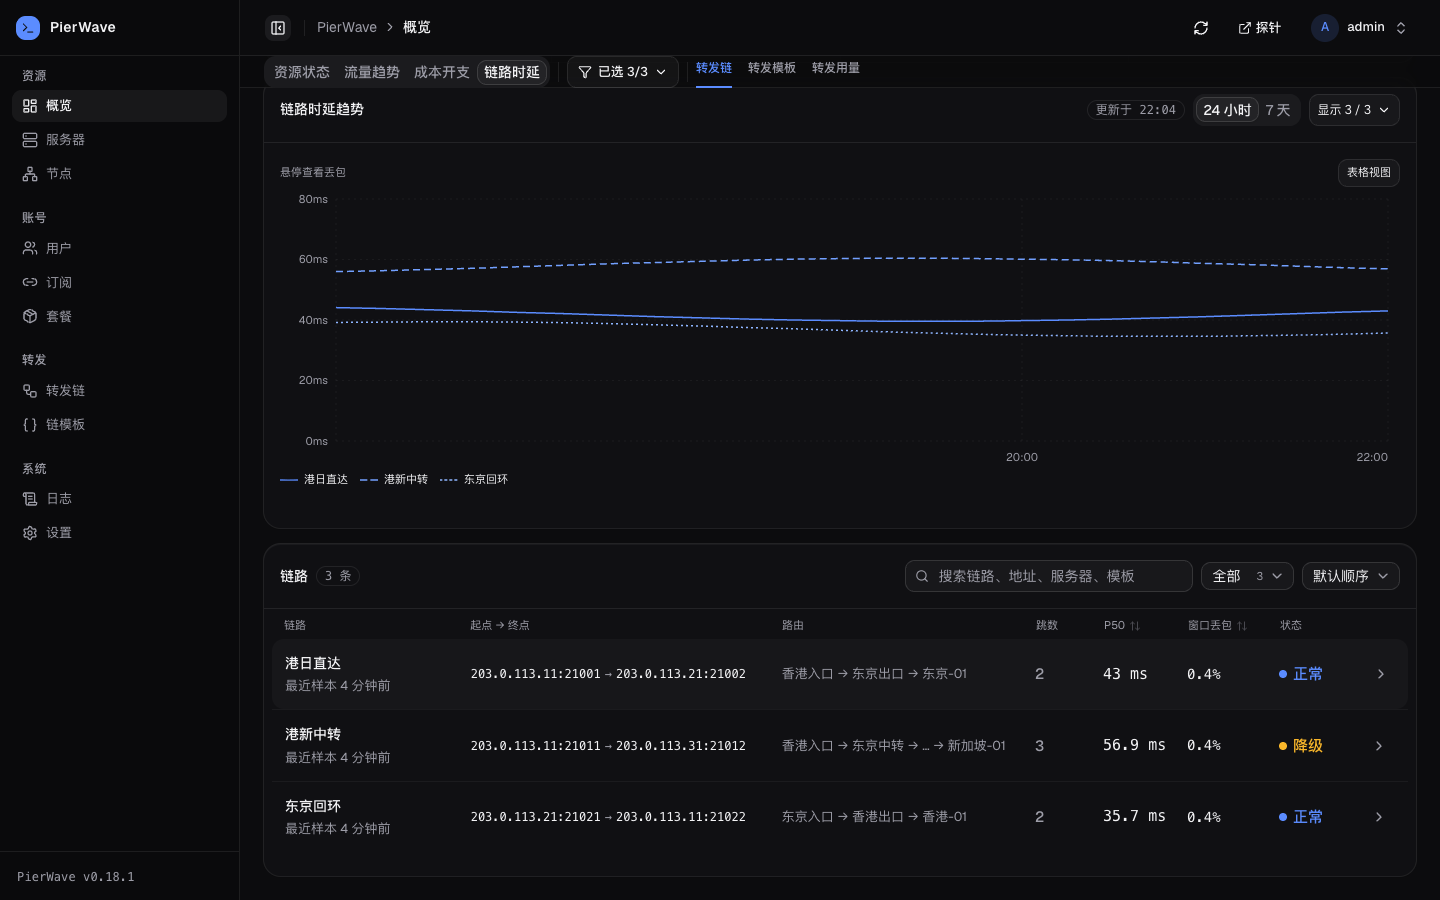 PierWave
PierWave > 概览
探针
A admin
资源
概览
服务器
节点
账号
用户
订阅
套餐
转发
转发链
链模板
系统
日志
设置
PierWave v0.18.1
资源状态 流量趋势 成本开支 链路时延
已选 3/3
转发链 转发模板 转发用量
链路时延趋势
更新于 22:04
24 小时 7 天
显示 3 / 3
悬停查看丢包
表格视图
80ms
60ms
40ms
20ms
0ms
20:00 22:00
港日直达 港新中转 东京回环
链路 3 条
搜索链路、地址、服务器、模板
全部 3
默认顺序
链路 起点 → 终点 路由 跳数 P50 ↑↓ 窗口丢包 ↑↓ 状态
港日直达
最近样本 4 分钟前
203.0.113.11:21001 → 203.0.113.21:21002 香港入口 → 东京出口 → 东京-01 2 43 ms 0.4% 正常
港新中转
最近样本 4 分钟前
203.0.113.11:21011 → 203.0.113.31:21012 香港入口 → 东京中转 → … → 新加坡-01 3 56.9 ms 0.4% 降级
东京回环
最近样本 4 分钟前
203.0.113.21:21021 → 203.0.113.11:21022 东京入口 → 香港出口 → 香港-01 2 35.7 ms 0.4% 正常